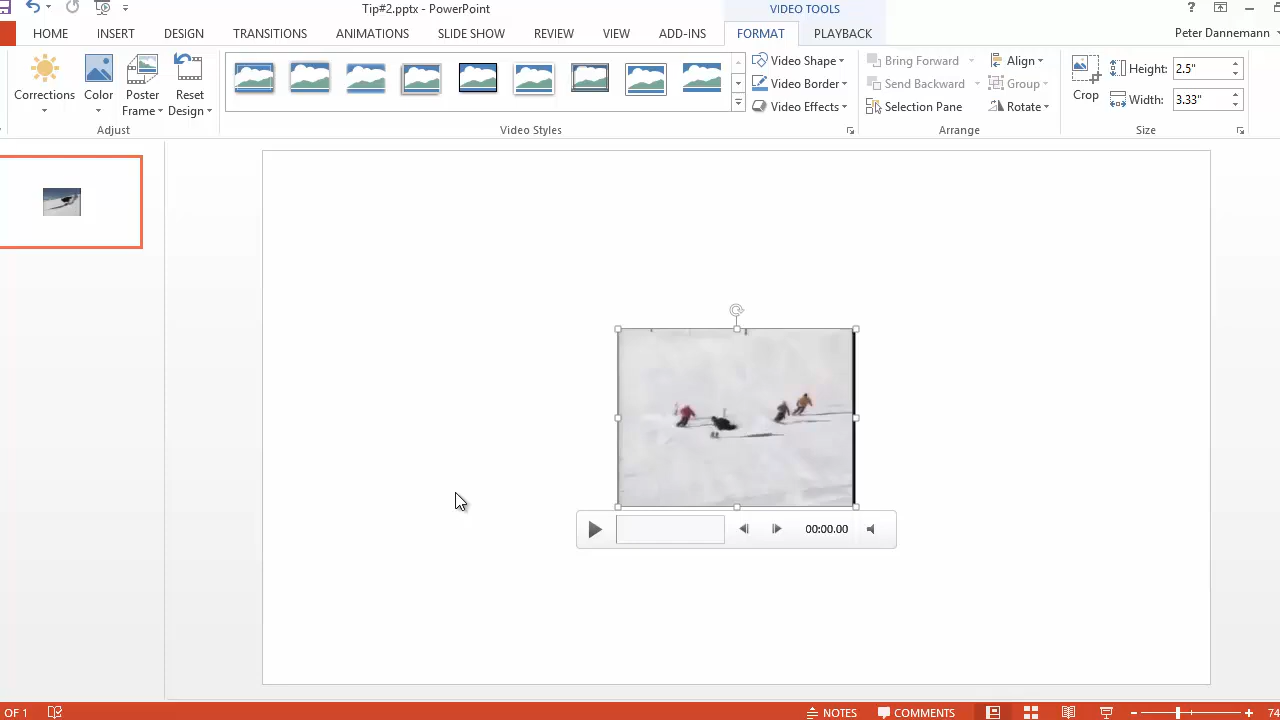 Tip#2.pptx - PowerPoint
VIDEO TOOLS
?
HOME INSERT DESIGN TRANSITIONS ANIMATIONS SLIDE SHOW REVIEW VIEW ADD-INS FORMAT PLAYBACK Peter Dannemann
Corrections
Color
Poster Frame
Reset Design
Adjust
Video Shape
Video Border
Video Effects
Video Styles
Bring Forward
Send Backward
Selection Pane
Align
Group
Rotate
Arrange
Crop
Height: 2.5"
Width: 3.33"
Size
00:00.00
OF 1
NOTES COMMENTS
74